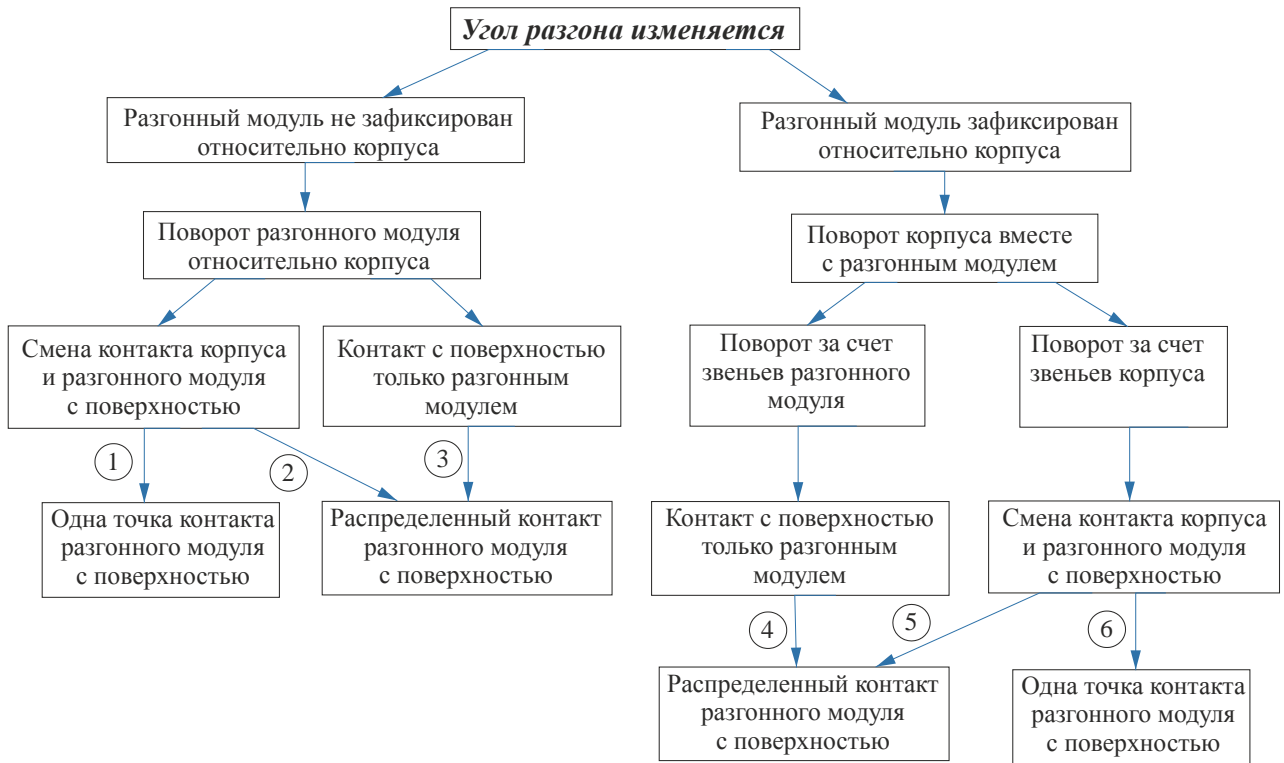 Угол разгона изменяется
Разгонный модуль не зафиксирован
относительно корпуса
Разгонный модуль зафиксирован
относительно корпуса
Поворот разгонного модуля
относительно корпуса
Поворот корпуса вместе
с разгонным модулем
Смена контакта корпуса
и разгонного модуля
с поверхностью
Контакт с поверхностью
только разгонным
модулем
Поворот за счет
звеньев разгонного
модуля
Поворот за счет
звеньев корпуса
1
2
3
Одна точка контакта
разгонного модуля
с поверхностью
Распределенный контакт
разгонного модуля
с поверхностью
Контакт с поверхностью
только разгонным
модулем
Смена контакта корпуса
и разгонного модуля
с поверхностью
4
5
6
Распределенный контакт
разгонного модуля
с поверхностью
Одна точка контакта
разгонного модуля
с поверхностью